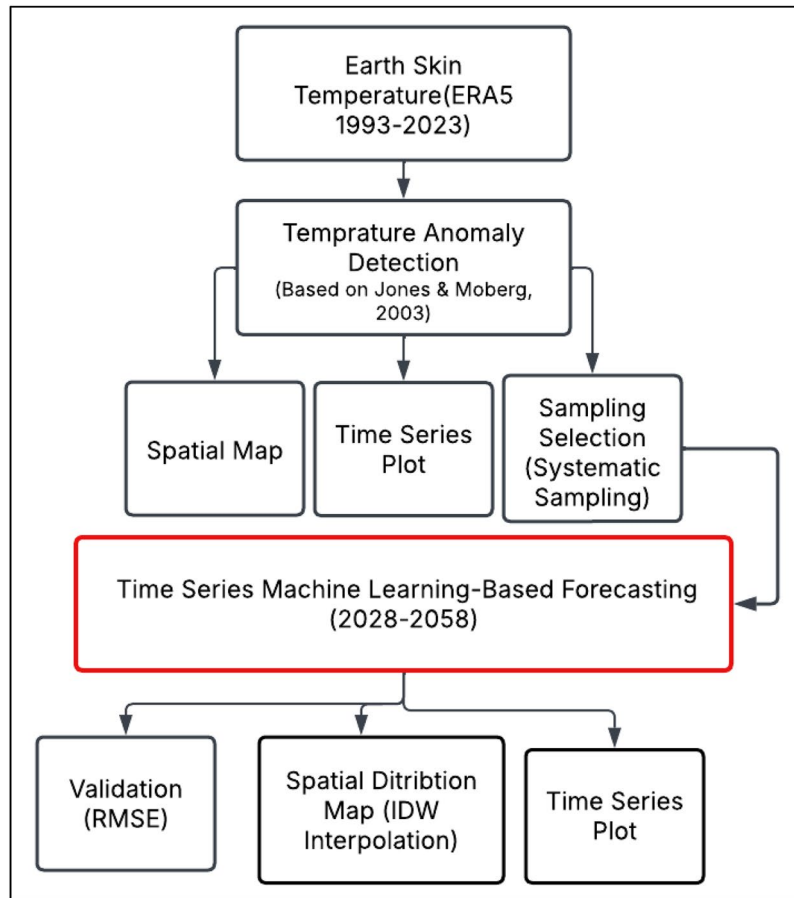 Earth Skin
Temperature(ERA5
1993-2023)
Temprature Anomaly
Detection
(Based on Jones & Moberg,
2003)
Spatial Map
Time Series
Plot
Sampling
Selection
(Systematic
Sampling)
Time Series Machine Learning-Based Forecasting
(2028-2058)
Validation
(RMSE)
Spatial Ditribtion
Map (IDW
Interpolation)
Time Series
Plot